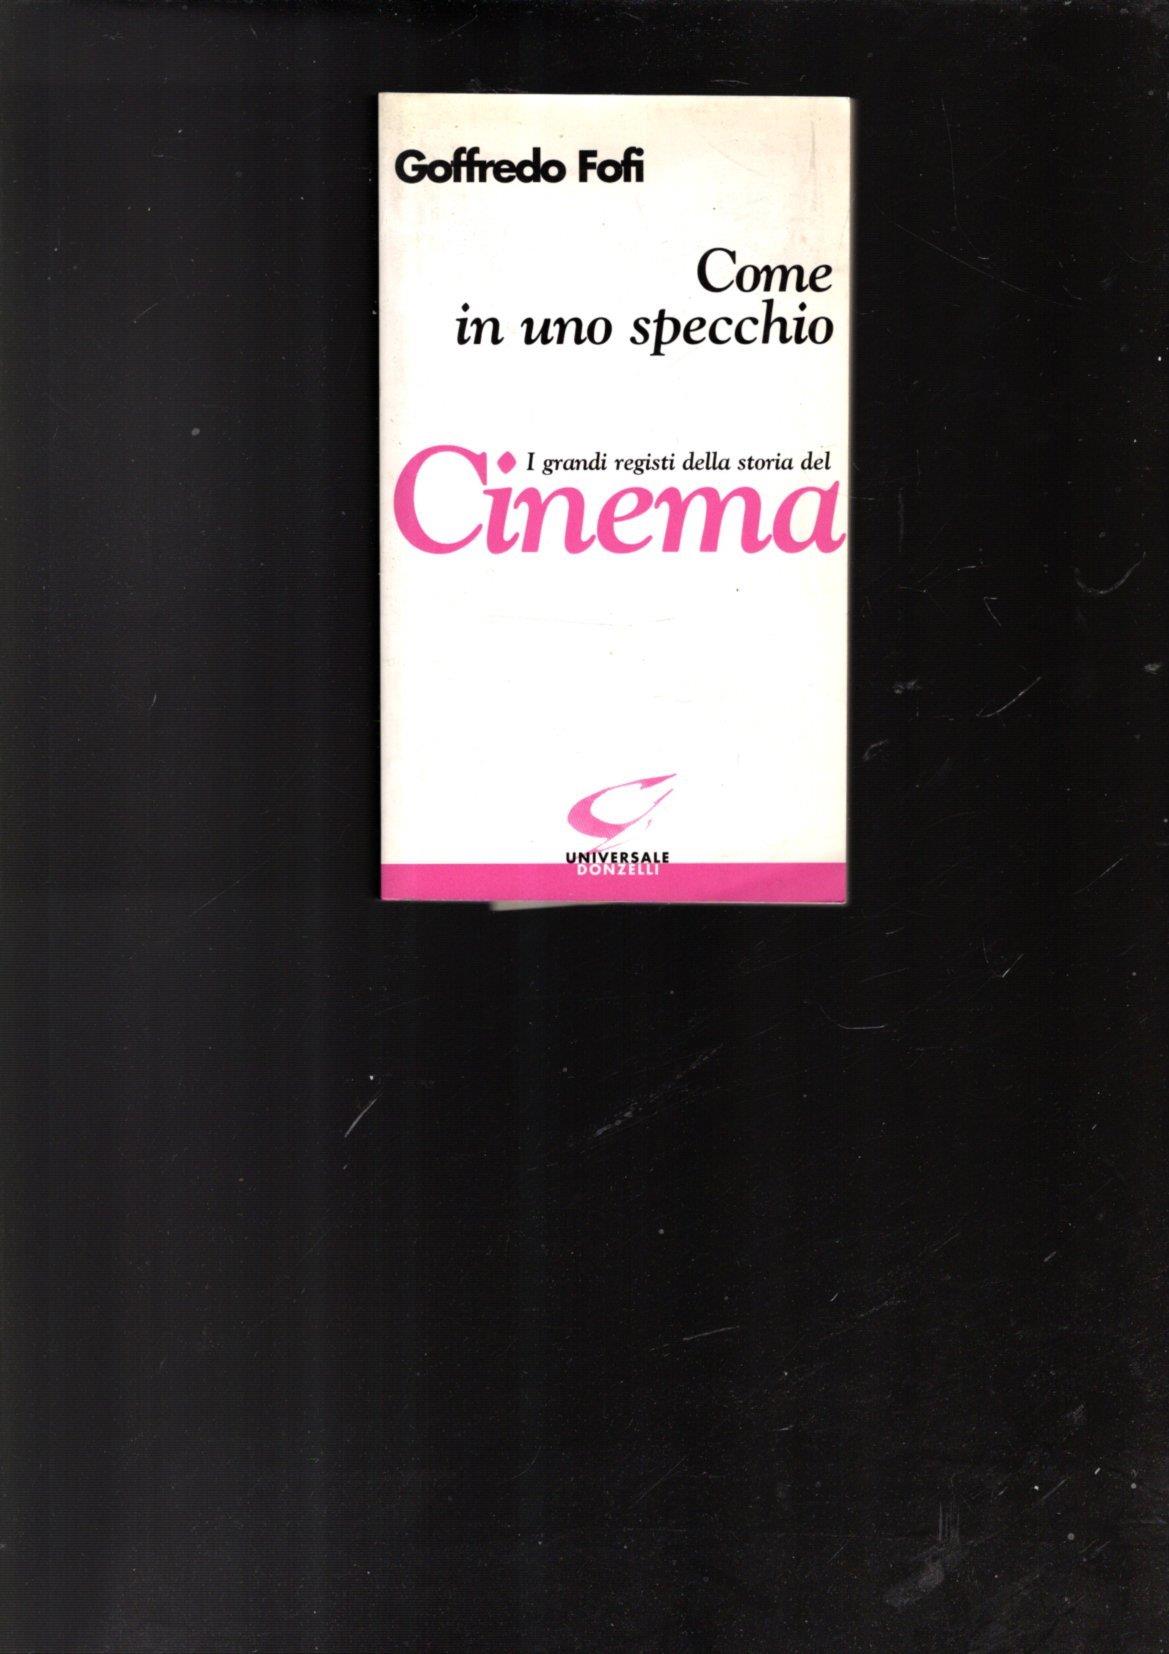 Goffredo Fofi
Come
in uno specchio
I grandi registi della storia del
Cinema
UNIVERSALE
DONZELLI